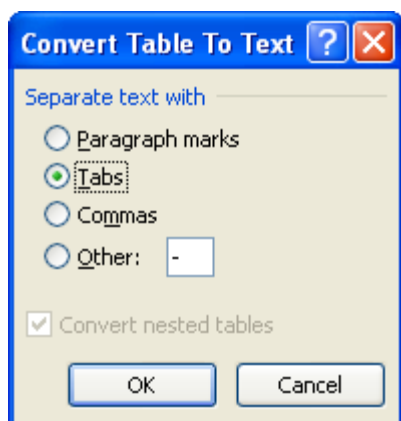 Convert Table To Text ?
Separate text with
Paragraph marks
Tabs
Commas
Other: -
Convert nested tables
OK Cancel